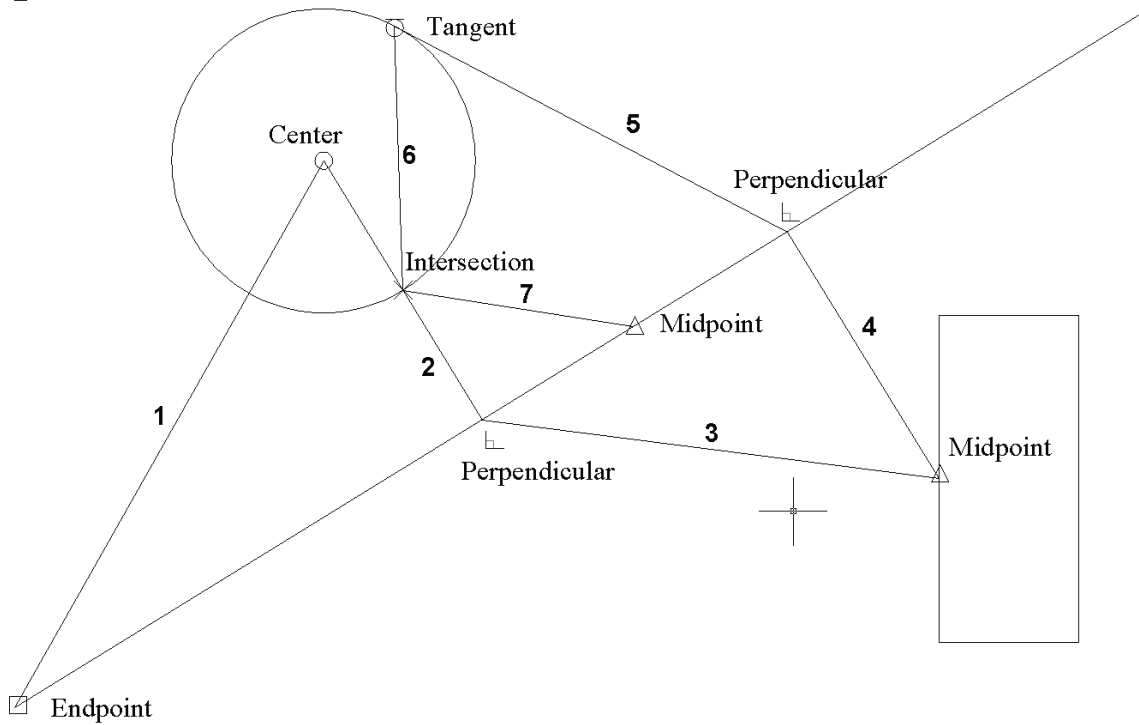 Tangent
5
Center
6
Perpendicular
Intersection
7
Midpoint
4
2
1
3
Midpoint
Perpendicular
Endpoint